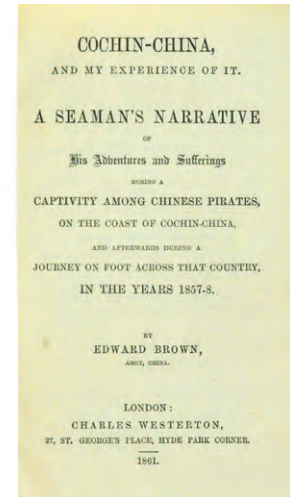 COCHIN-CHINA,
AND MY EXPERIENCE OF IT.
A SEAMAN'S NARRATIVE
OF
His Adventures and Sufferings
DURING A
CAPTIVITY AMONG CHINESE PIRATES,
ON THE COAST OF COCHIN-CHINA,
AND AFTERWARDS DURING A
JOURNEY ON FOOT ACROSS THAT COUNTRY,
IN THE YEARS 1857-8.
BY
EDWARD BROWN,
AMOY, CHINA.
LONDON:
CHARLES WESTERTON,
27, ST. GEORGE'S PLACE, HYDE PARK CORNER.
1861.